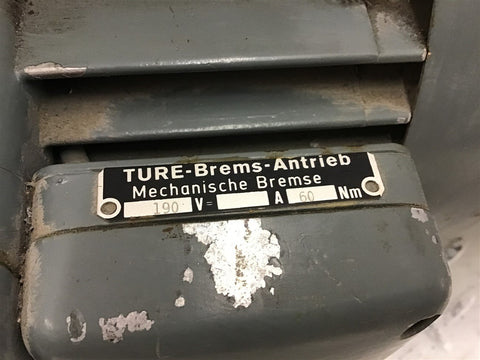 TURE-Brems-Antrieb
Mechanische Bremse
190 V= A 60 Nm